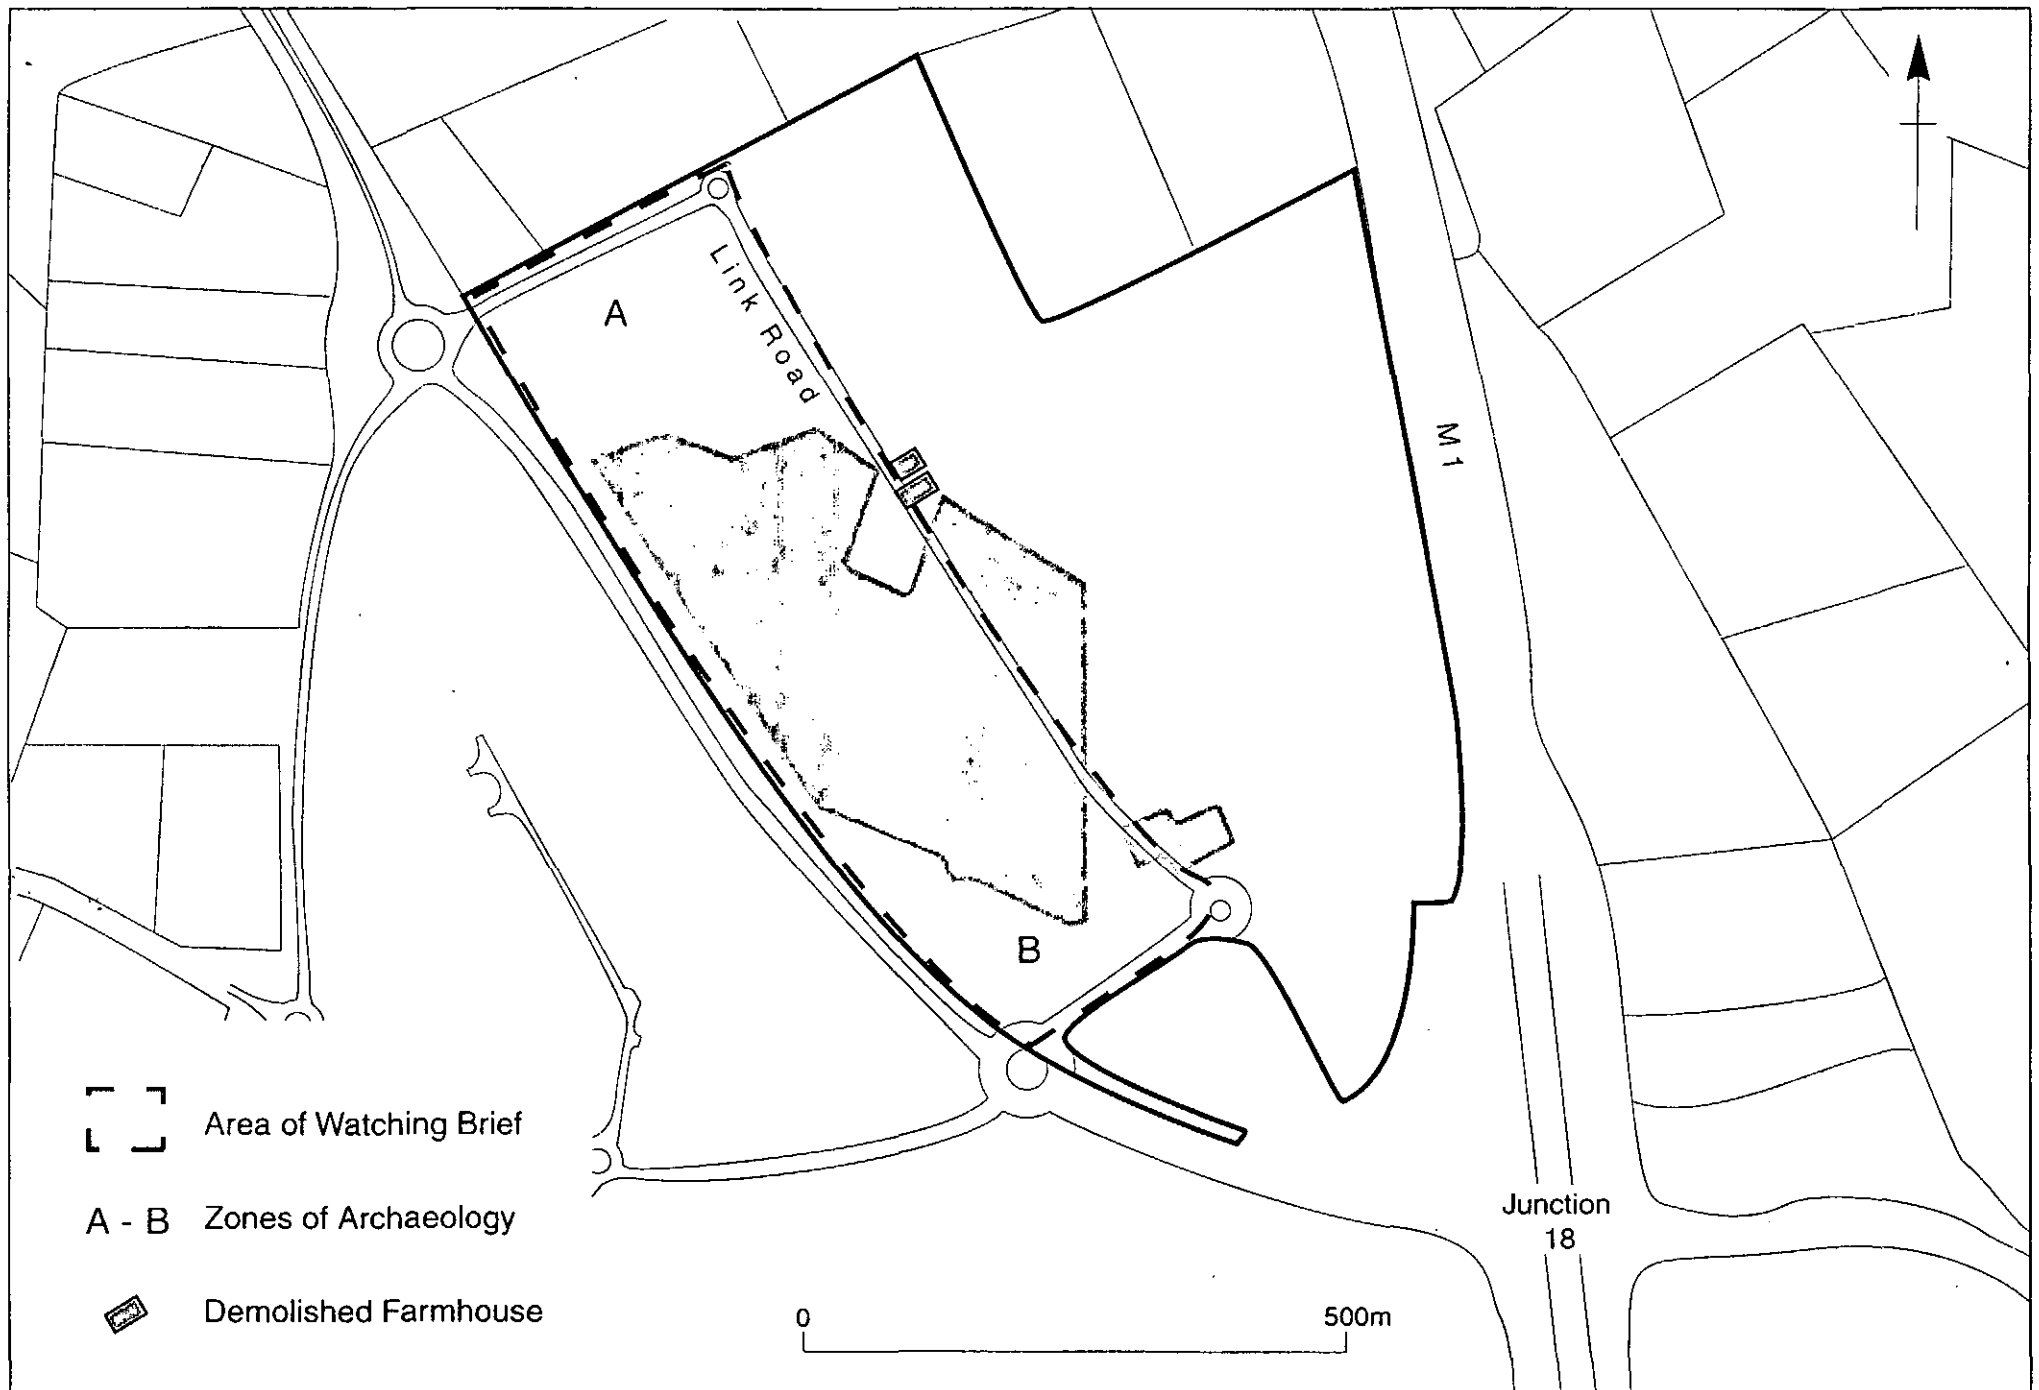 A
Link Road
M1
B
Area of Watching Brief
A - B Zones of Archaeology
Demolished Farmhouse
Junction
18
0 500m